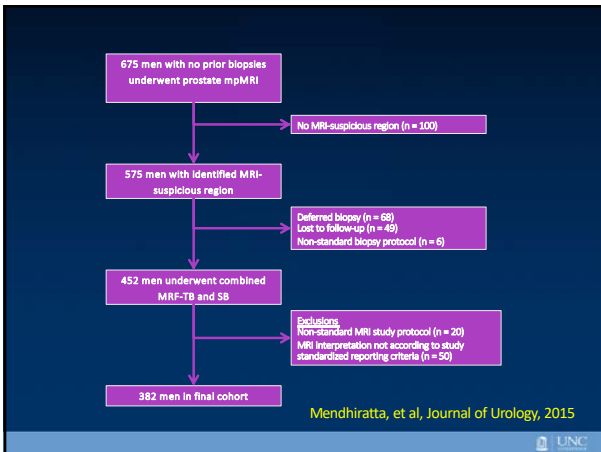 675 men with no prior biopsies
underwent prostate mpMRI
No MRI-suspicious region (n = 100)
575 men with identified MRI-
suspicious region
Deferred biopsy (n = 68)
Lost to follow-up (n = 49)
Non-standard biopsy protocol (n = 6)
452 men underwent combined
MRF-TB and SB
Exclusions
Non-standard MRI study protocol (n = 20)
MRI interpretation not according to study
standardized reporting criteria (n = 50)
382 men in final cohort
Mendhiratta, et al, Journal of Urology, 2015
UNC